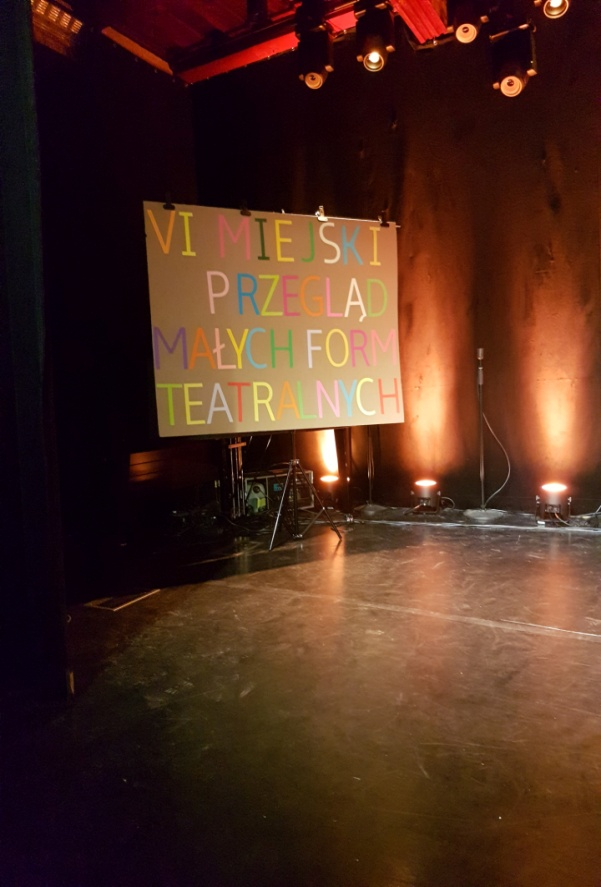 VI MIEJSKI
PRZEGLĄD
MAŁYCH FORM
TEATRALNYCH